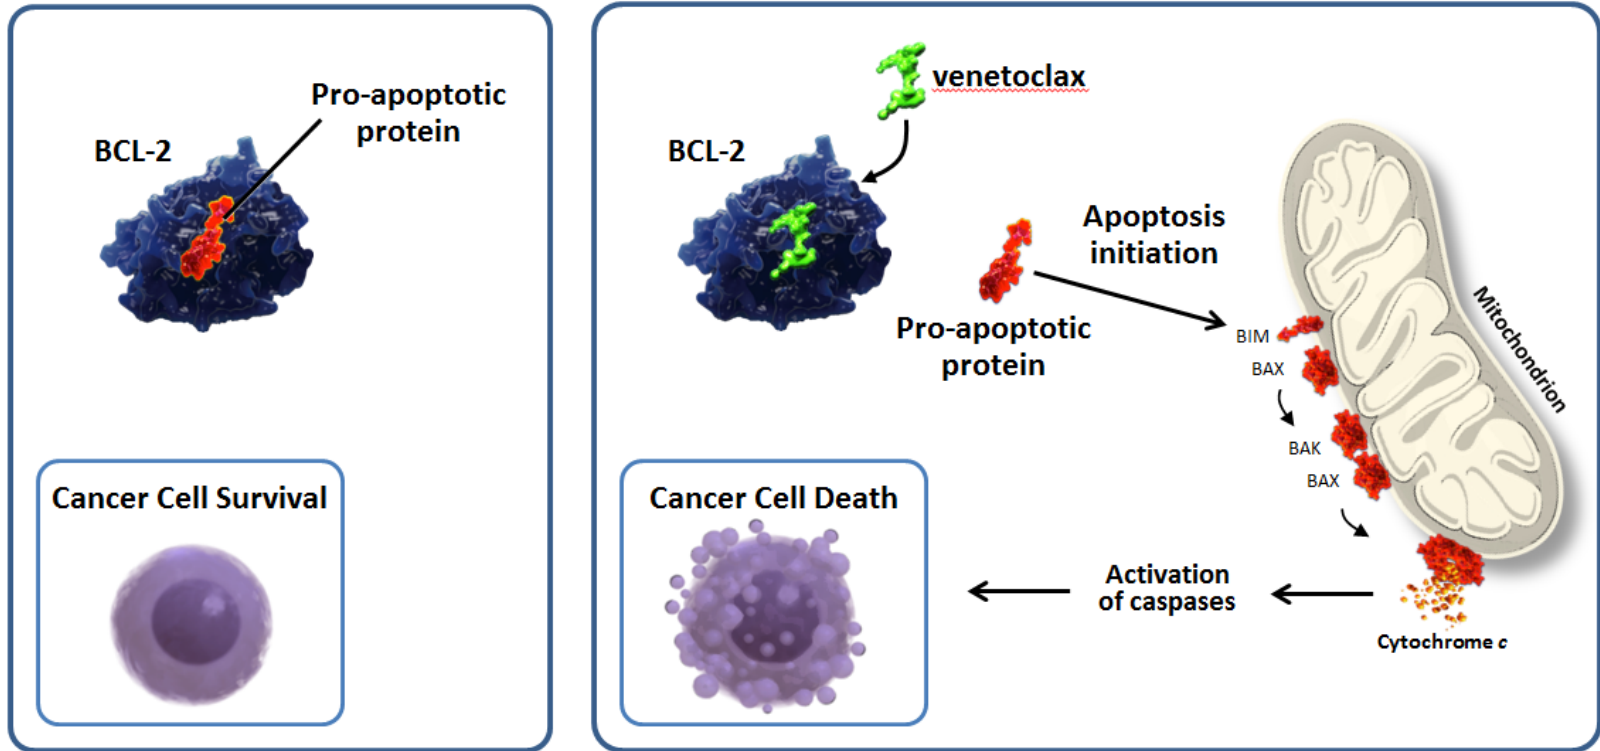 Pro-apoptotic
protein
BCL-2
Cancer Cell Survival
venetoclax
BCL-2
Apoptosis
initiation
Pro-apoptotic
protein
Mitochondrion
BIM
BAX
BAK
BAX
Cytochrome c
Activation
of caspases
Cancer Cell Death